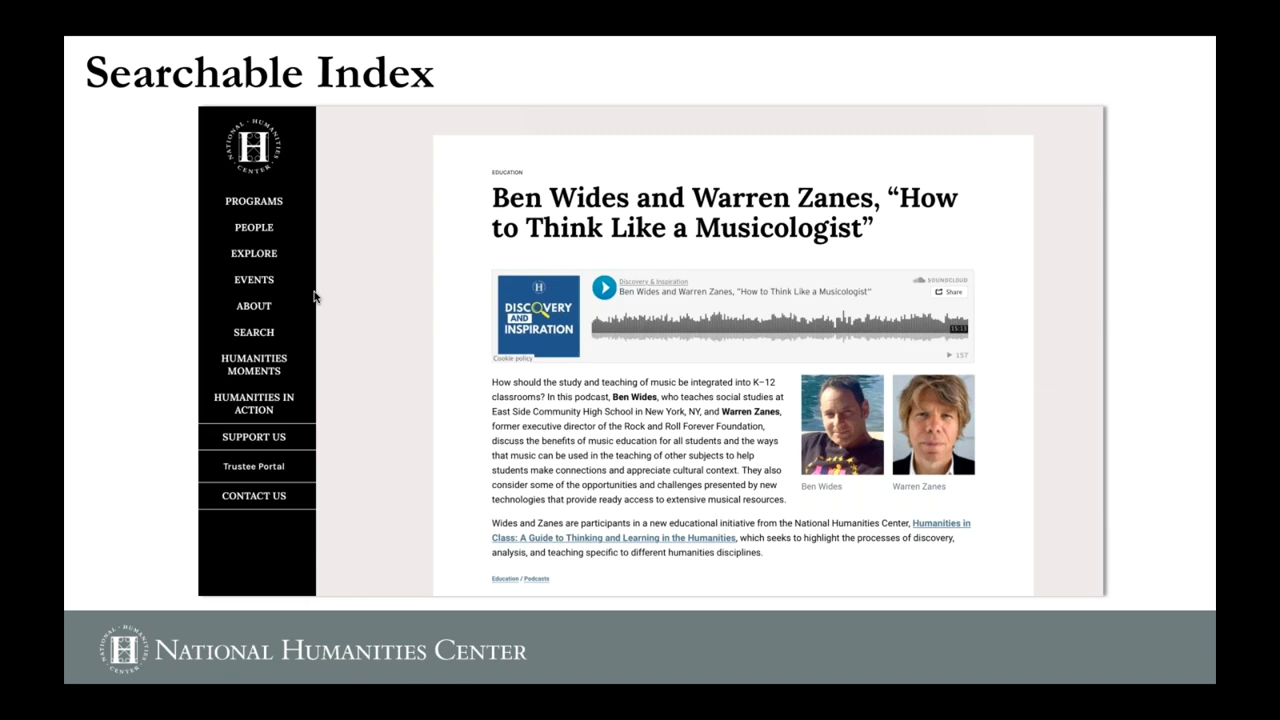 Searchable Index
NATIONAL · HUMANITIES · CENTER ·
H
PROGRAMS
PEOPLE
EXPLORE
EVENTS
ABOUT
SEARCH
HUMANITIES
MOMENTS
HUMANITIES IN
ACTION
SUPPORT US
Trustee Portal
CONTACT US
EDUCATION
Ben Wides and Warren Zanes, “How
to Think Like a Musicologist”
H
DISCOVERY
AND
INSPIRATION
Cookie policy
Discovery & Inspiration
Ben Wides and Warren Zanes, "How to Think Like a Musicologist"
SOUNDCLOUD
Share
15:13
157
How should the study and teaching of music be integrated into K–12
classrooms? In this podcast, Ben Wides, who teaches social studies at
East Side Community High School in New York, NY, and Warren Zanes,
former executive director of the Rock and Roll Forever Foundation,
discuss the benefits of music education for all students and the ways
that music can be used in the teaching of other subjects to help
students make connections and appreciate cultural context. They also
consider some of the opportunities and challenges presented by new
technologies that provide ready access to extensive musical resources.
Ben Wides
Warren Zanes
Wides and Zanes are participants in a new educational initiative from the National Humanities Center, Humanities in
Class: A Guide to Thinking and Learning in the Humanities, which seeks to highlight the processes of discovery,
analysis, and teaching specific to different humanities disciplines.
Education / Podcasts
NATIONAL · HUMANITIES · CENTER ·
H
NATIONAL HUMANITIES CENTER